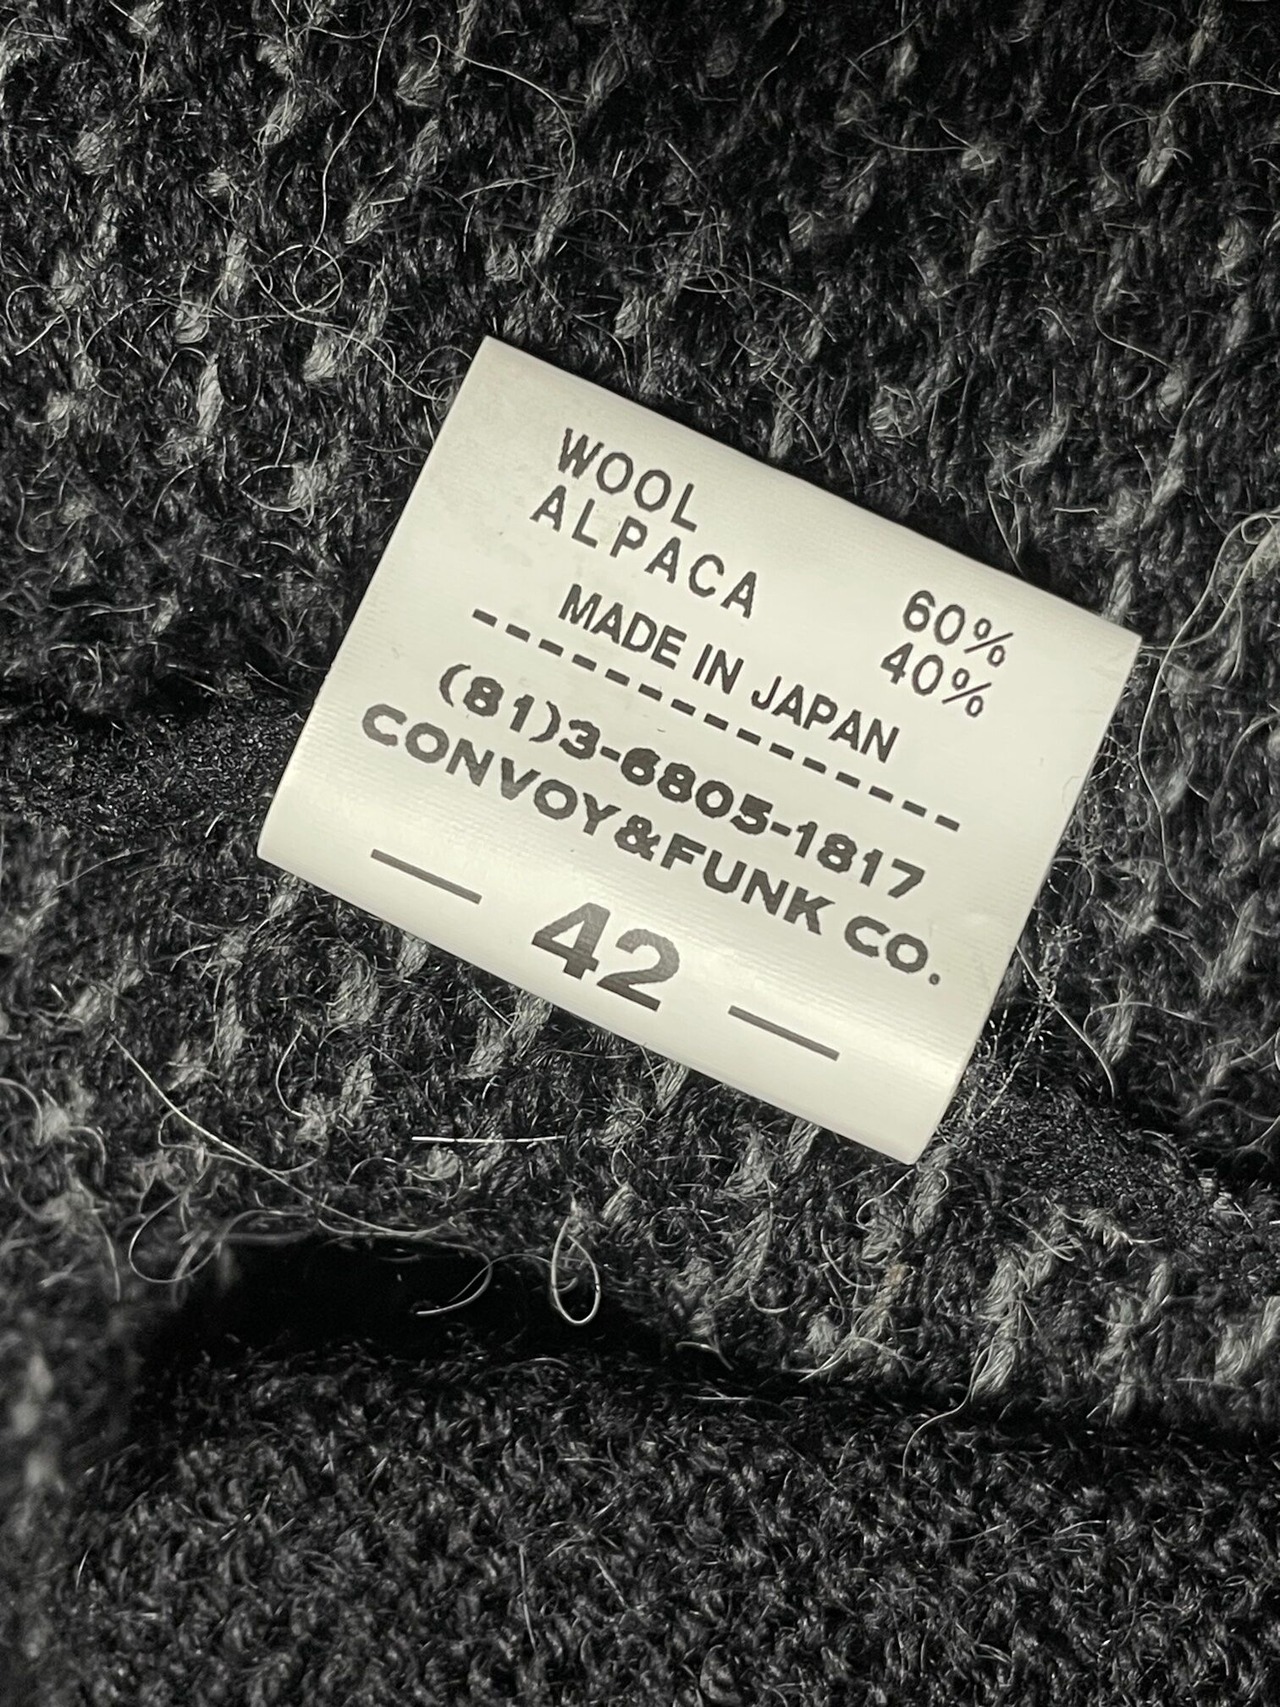 WOOL 60%
ALPACA 40%
MADE IN JAPAN
(81)3-6805-1817
CONVOY&FUNK CO.
42